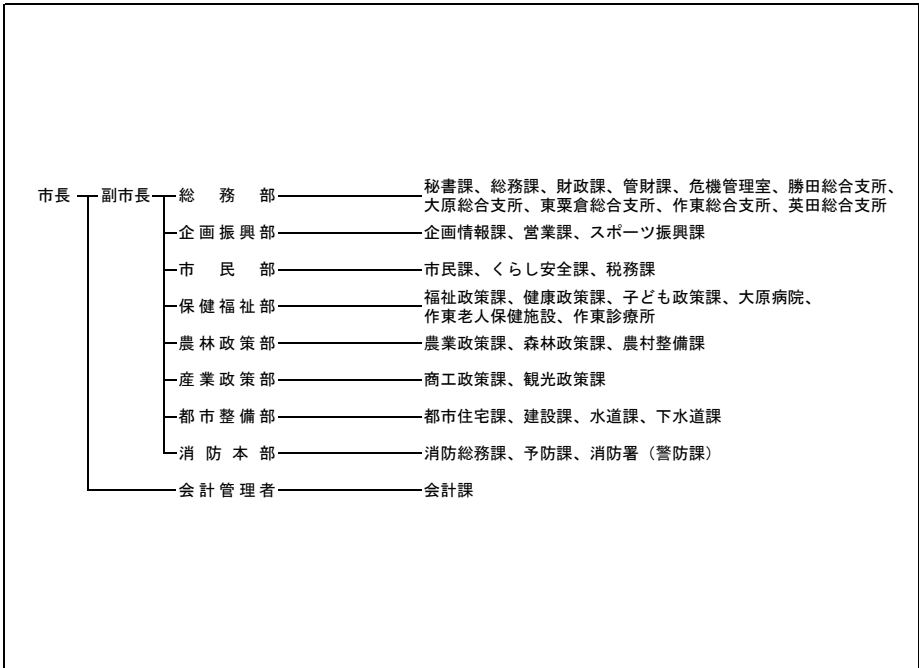 市長 副市長 総務部 秘書課、総務課、財政課、管財課、危機管理室、勝田総合支所、
大原総合支所、東粟倉総合支所、作東総合支所、英田総合支所
企画振興部 企画情報課、営業課、スポーツ振興課
市民部 市民課、くらし安全課、税務課
保健福祉部 福祉政策課、健康政策課、子ども政策課、大原病院、
作東老人保健施設、作東診療所
農林政策部 農業政策課、森林政策課、農村整備課
産業政策部 商工政策課、観光政策課
都市整備部 都市住宅課、建設課、水道課、下水道課
消防本部 消防総務課、予防課、消防署（警防課）
会計管理者 会計課